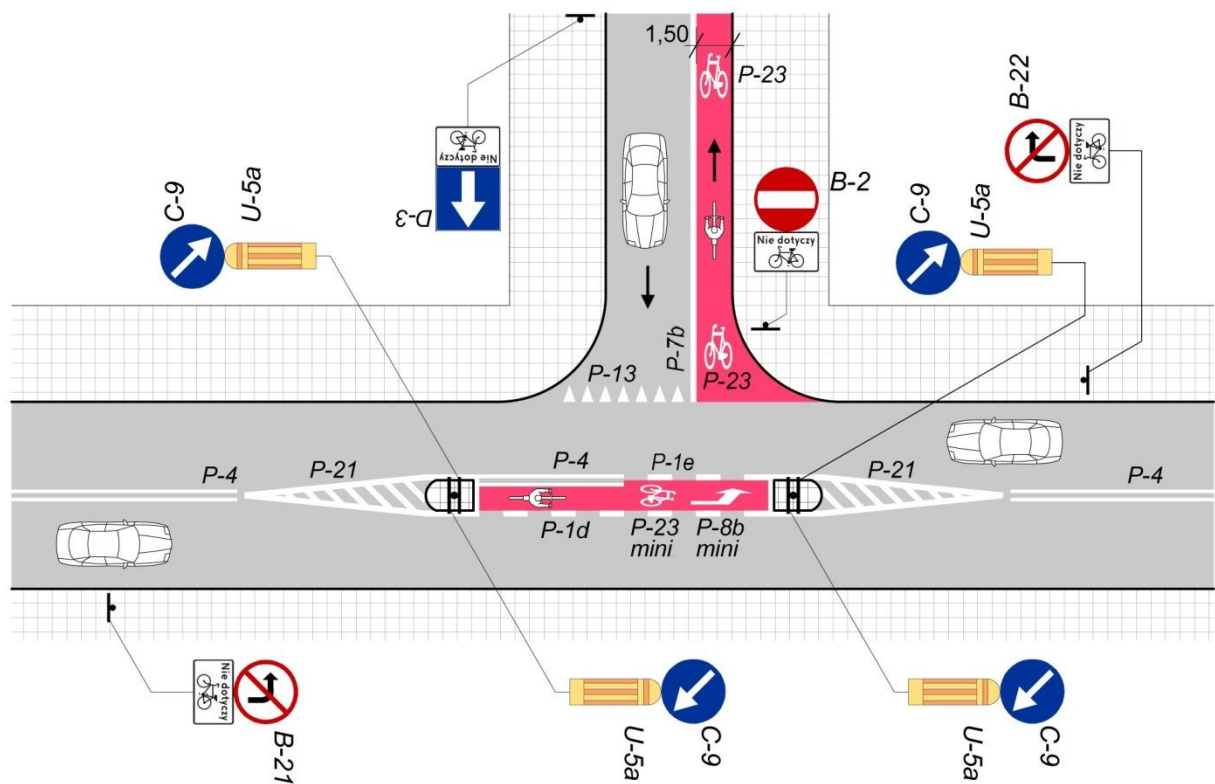 1,50
P-23
B-22
Nie dotyczy
D-3
Nie dotyczy
B-2
Nie dotyczy
C-9
U-5a
C-9
U-5a
P-7b
P-13
P-23
P-4
P-21
P-4
P-1e
P-21
P-4
P-1d
P-23
mini
P-8b
mini
Nie dotyczy
B-21
U-5a
C-9
U-5a
C-9